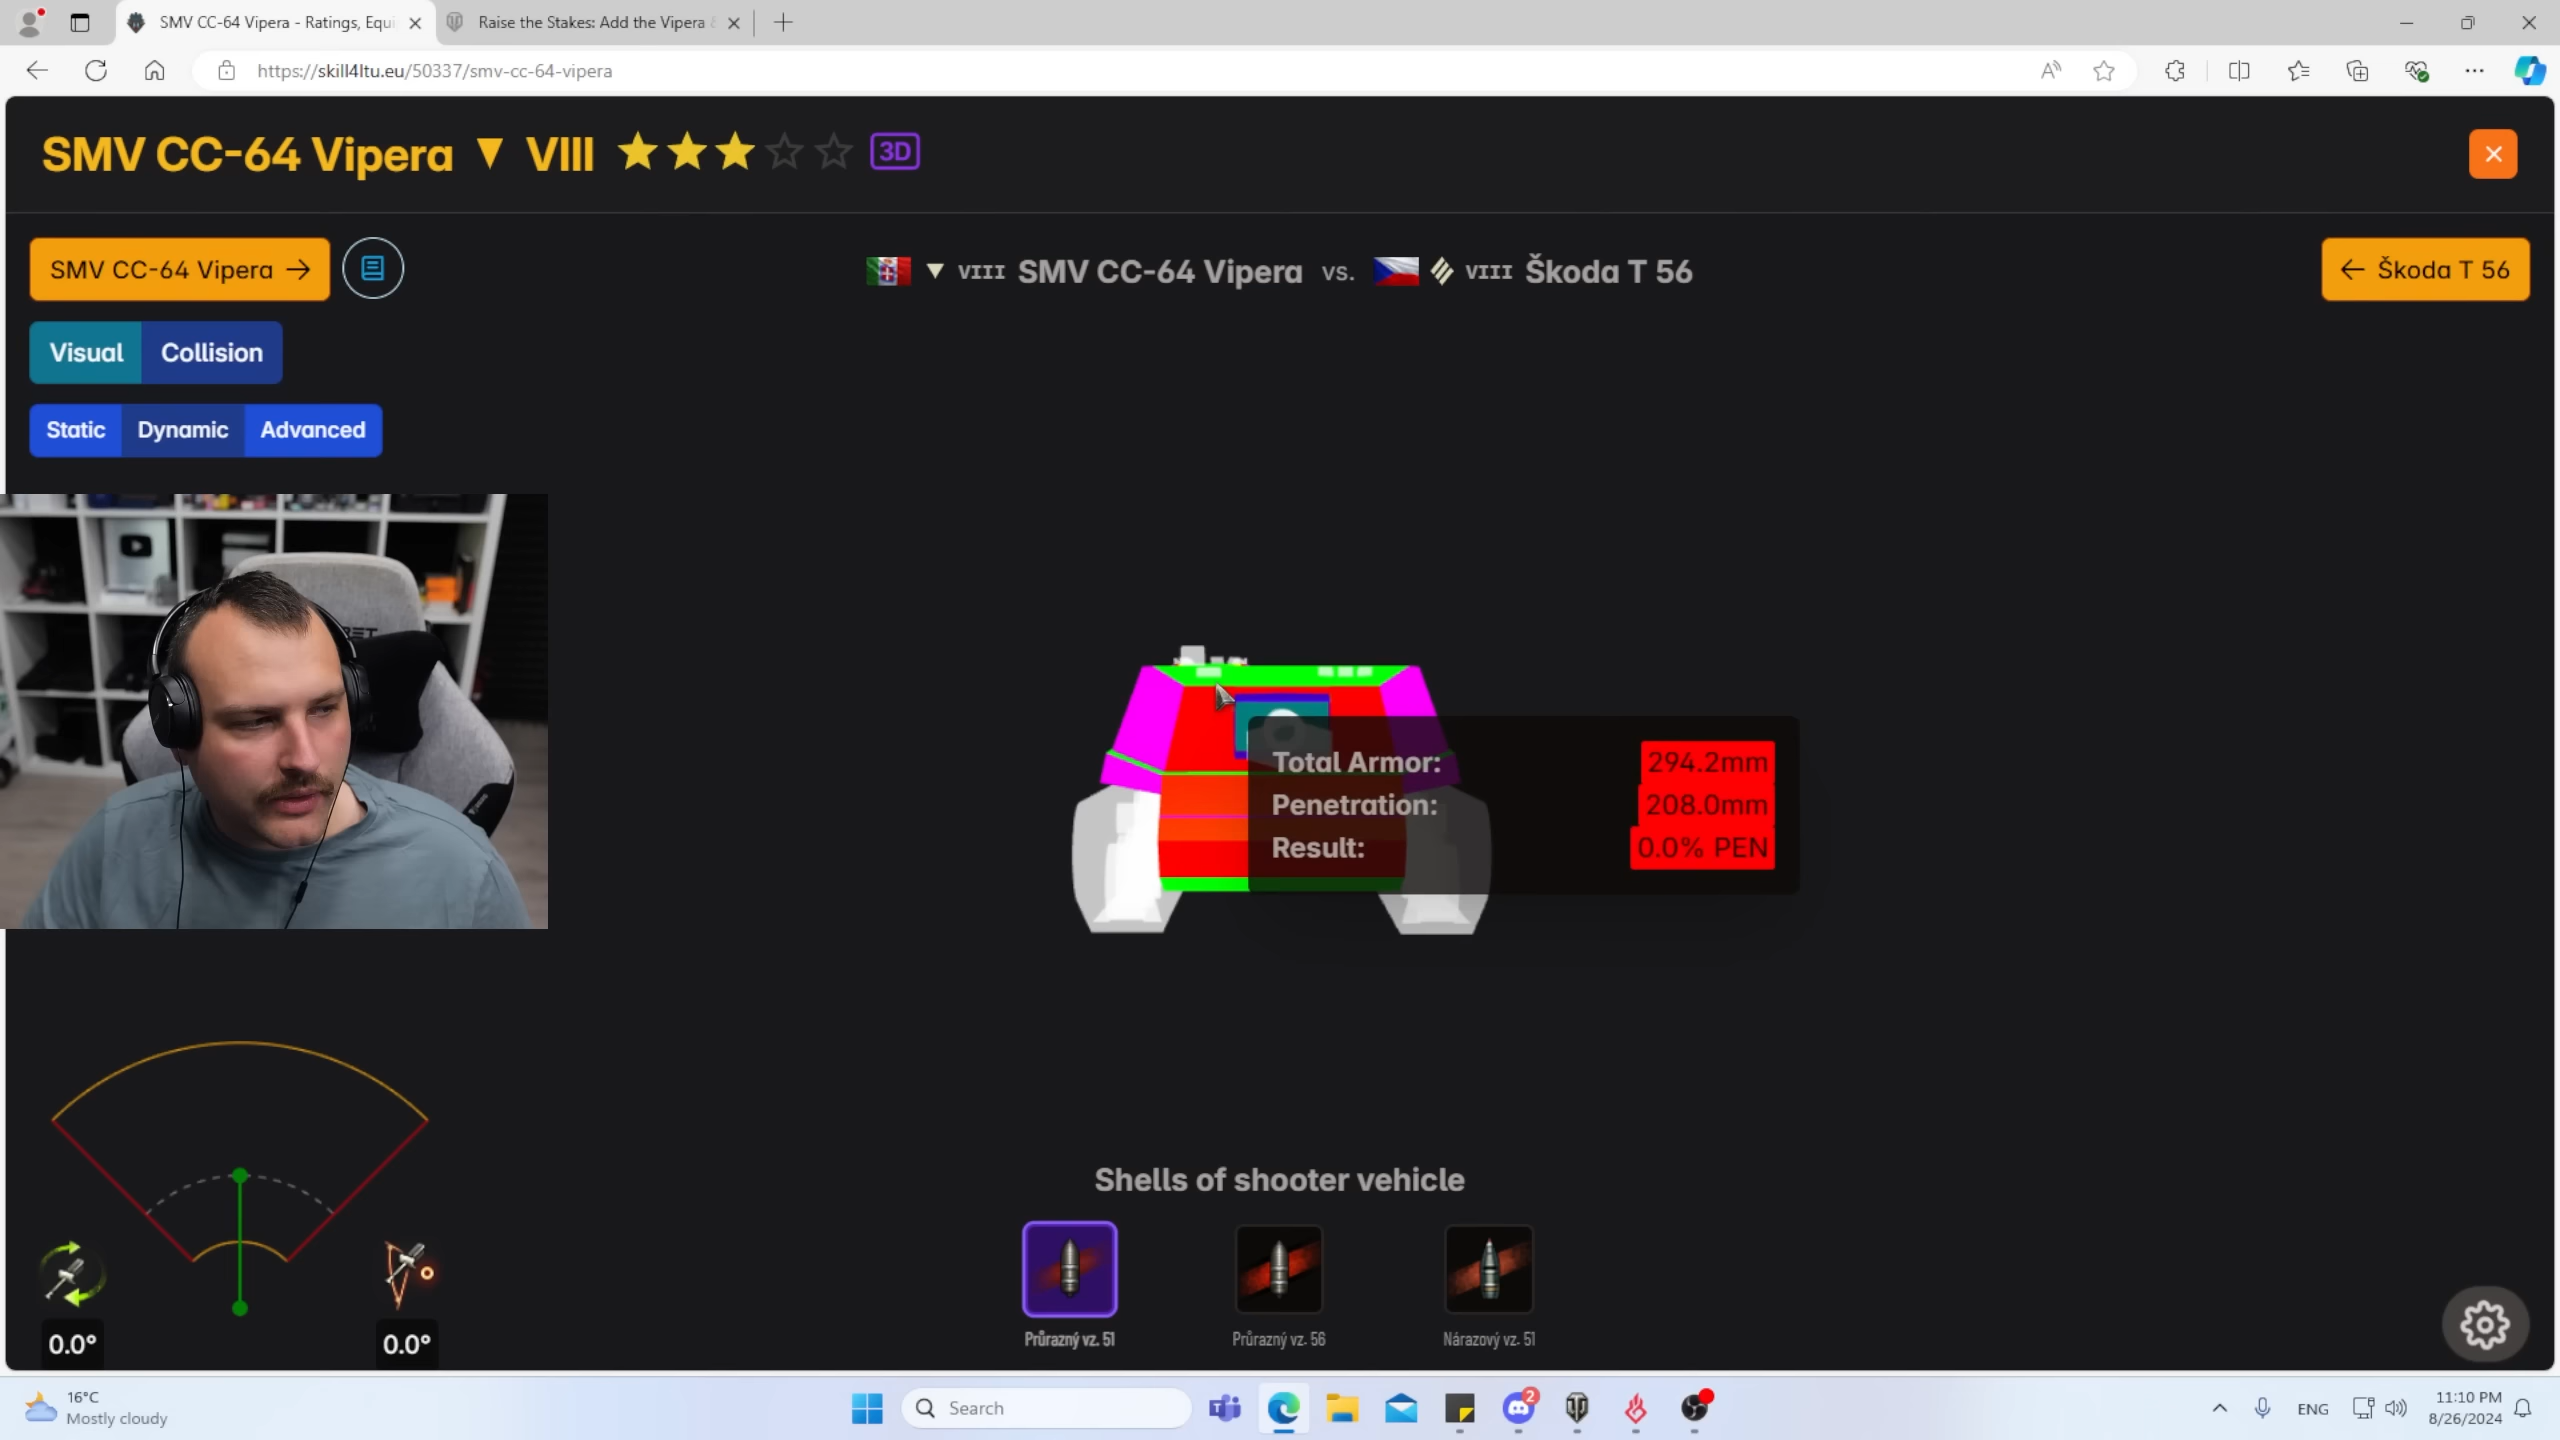 SMV CC-64 Vipera - Ratings, Equi
Raise the Stakes: Add the Vipera
https://skill4ltu.eu/50337/smv-cc-64-vipera
SMV CC-64 Vipera ▼ VIII 3D
SMV CC-64 Vipera →
VIII SMV CC-64 Vipera vs. VIII Škoda T 56
← Škoda T 56
Visual Collision
Static Dynamic Advanced
Total Armor: 294.2mm
Penetration: 208.0mm
Result: 0.0% PEN
Shells of shooter vehicle
Průrazný vz. 51
Průrazný vz. 56
Nárazový vz. 51
0.0°
0.0°
16°C
Mostly cloudy
Search
2
ENG
11:10 PM
8/26/2024